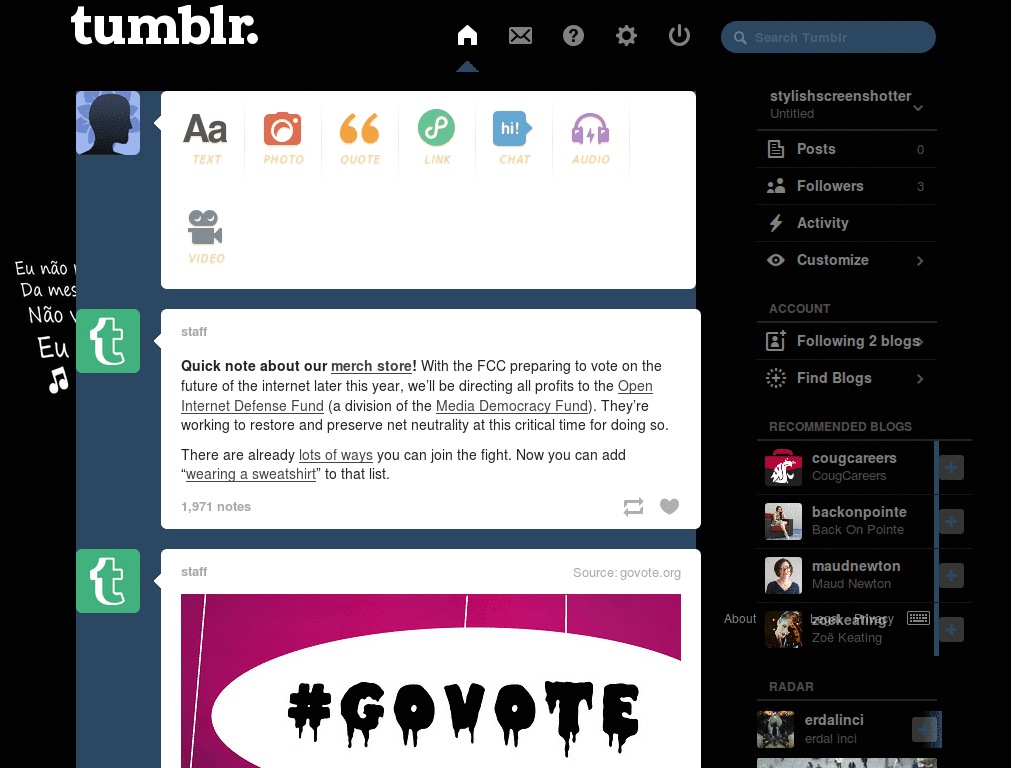 tumblr.
Search Tumblr
Aa
TEXT
PHOTO
QUOTE
LINK
hi!
CHAT
AUDIO
VIDEO
Eu não
Da mes
Não v
Eu
staff
Quick note about our merch store! With the FCC preparing to vote on the
future of the internet later this year, we’ll be directing all profits to the Open
Internet Defense Fund (a division of the Media Democracy Fund). They’re
working to restore and preserve net neutrality at this critical time for doing so.
There are already lots of ways you can join the fight. Now you can add
“wearing a sweatshirt” to that list.
1,971 notes
staff
Source: govote.org
#GOVOTE
stylishscreenshotter
Untitled
Posts 0
Followers 3
Activity
Customize
ACCOUNT
Following 2 blogs
Find Blogs
RECOMMENDED BLOGS
cougcareers
CougCareers
backonpointe
Back On Pointe
maudnewton
Maud Newton
About Legal Privacy
zoekeating
Zoë Keating
RADAR
erdalinci
erdal inci